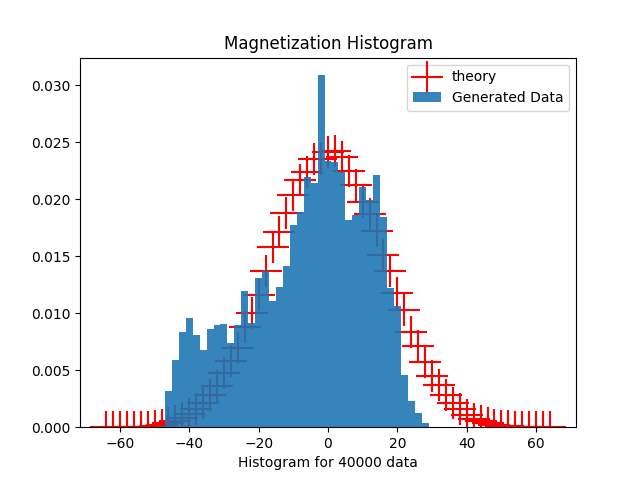 Magnetization Histogram
theory
Generated Data
0.030
0.025
0.020
0.015
0.010
0.005
0.000
−60 −40 −20 0 20 40 60
Histogram for 40000 data